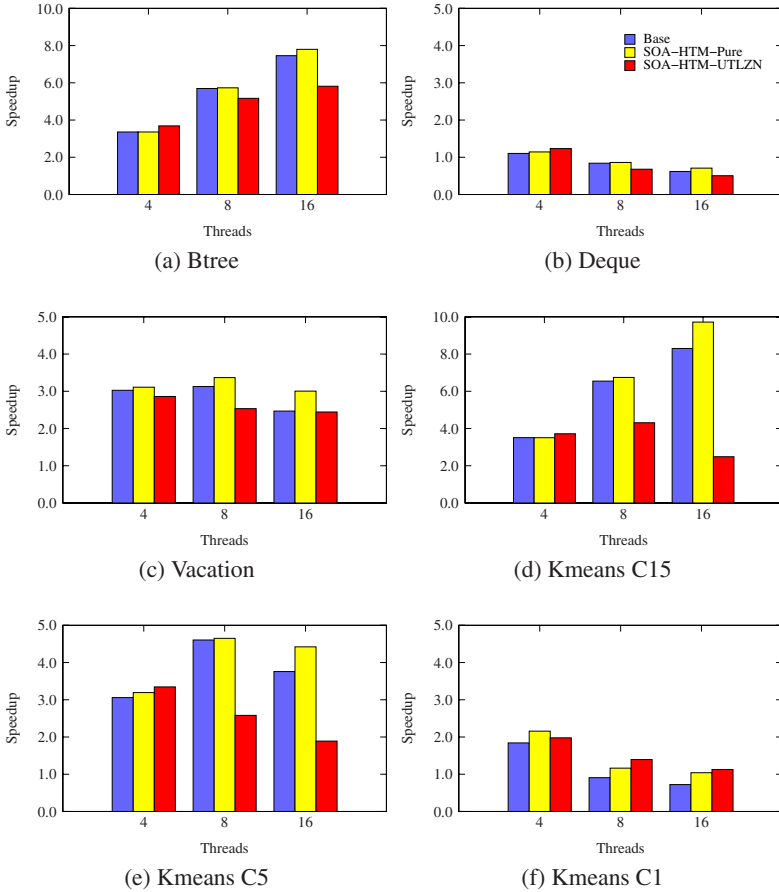 10.0
8.0
6.0
4.0
2.0
0.0
Speedup
4 8 16
Threads
(a) Btree
5.0
4.0
3.0
2.0
1.0
0.0
Speedup
Base
SOA−HTM−Pure
SOA−HTM−UTLZN
4 8 16
Threads
(b) Deque
5.0
4.0
3.0
2.0
1.0
0.0
Speedup
4 8 16
Threads
(c) Vacation
10.0
8.0
6.0
4.0
2.0
0.0
Speedup
4 8 16
Threads
(d) Kmeans C15
5.0
4.0
3.0
2.0
1.0
0.0
Speedup
4 8 16
Threads
(e) Kmeans C5
5.0
4.0
3.0
2.0
1.0
0.0
Speedup
4 8 16
Threads
(f) Kmeans C1